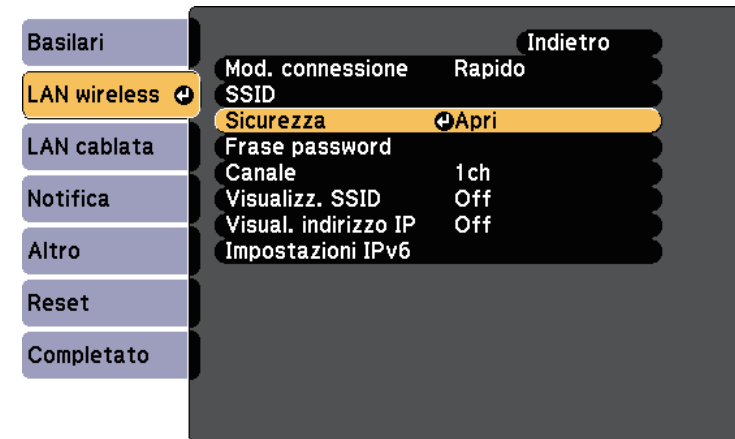 Basilari
LAN wireless
LAN cablata
Notifica
Altro
Reset
Completato
Indietro
Mod. connessione Rapido
SSID
Sicurezza Apri
Frase password
Canale 1ch
Visualizz. SSID Off
Visual. indirizzo IP Off
Impostazioni IPv6